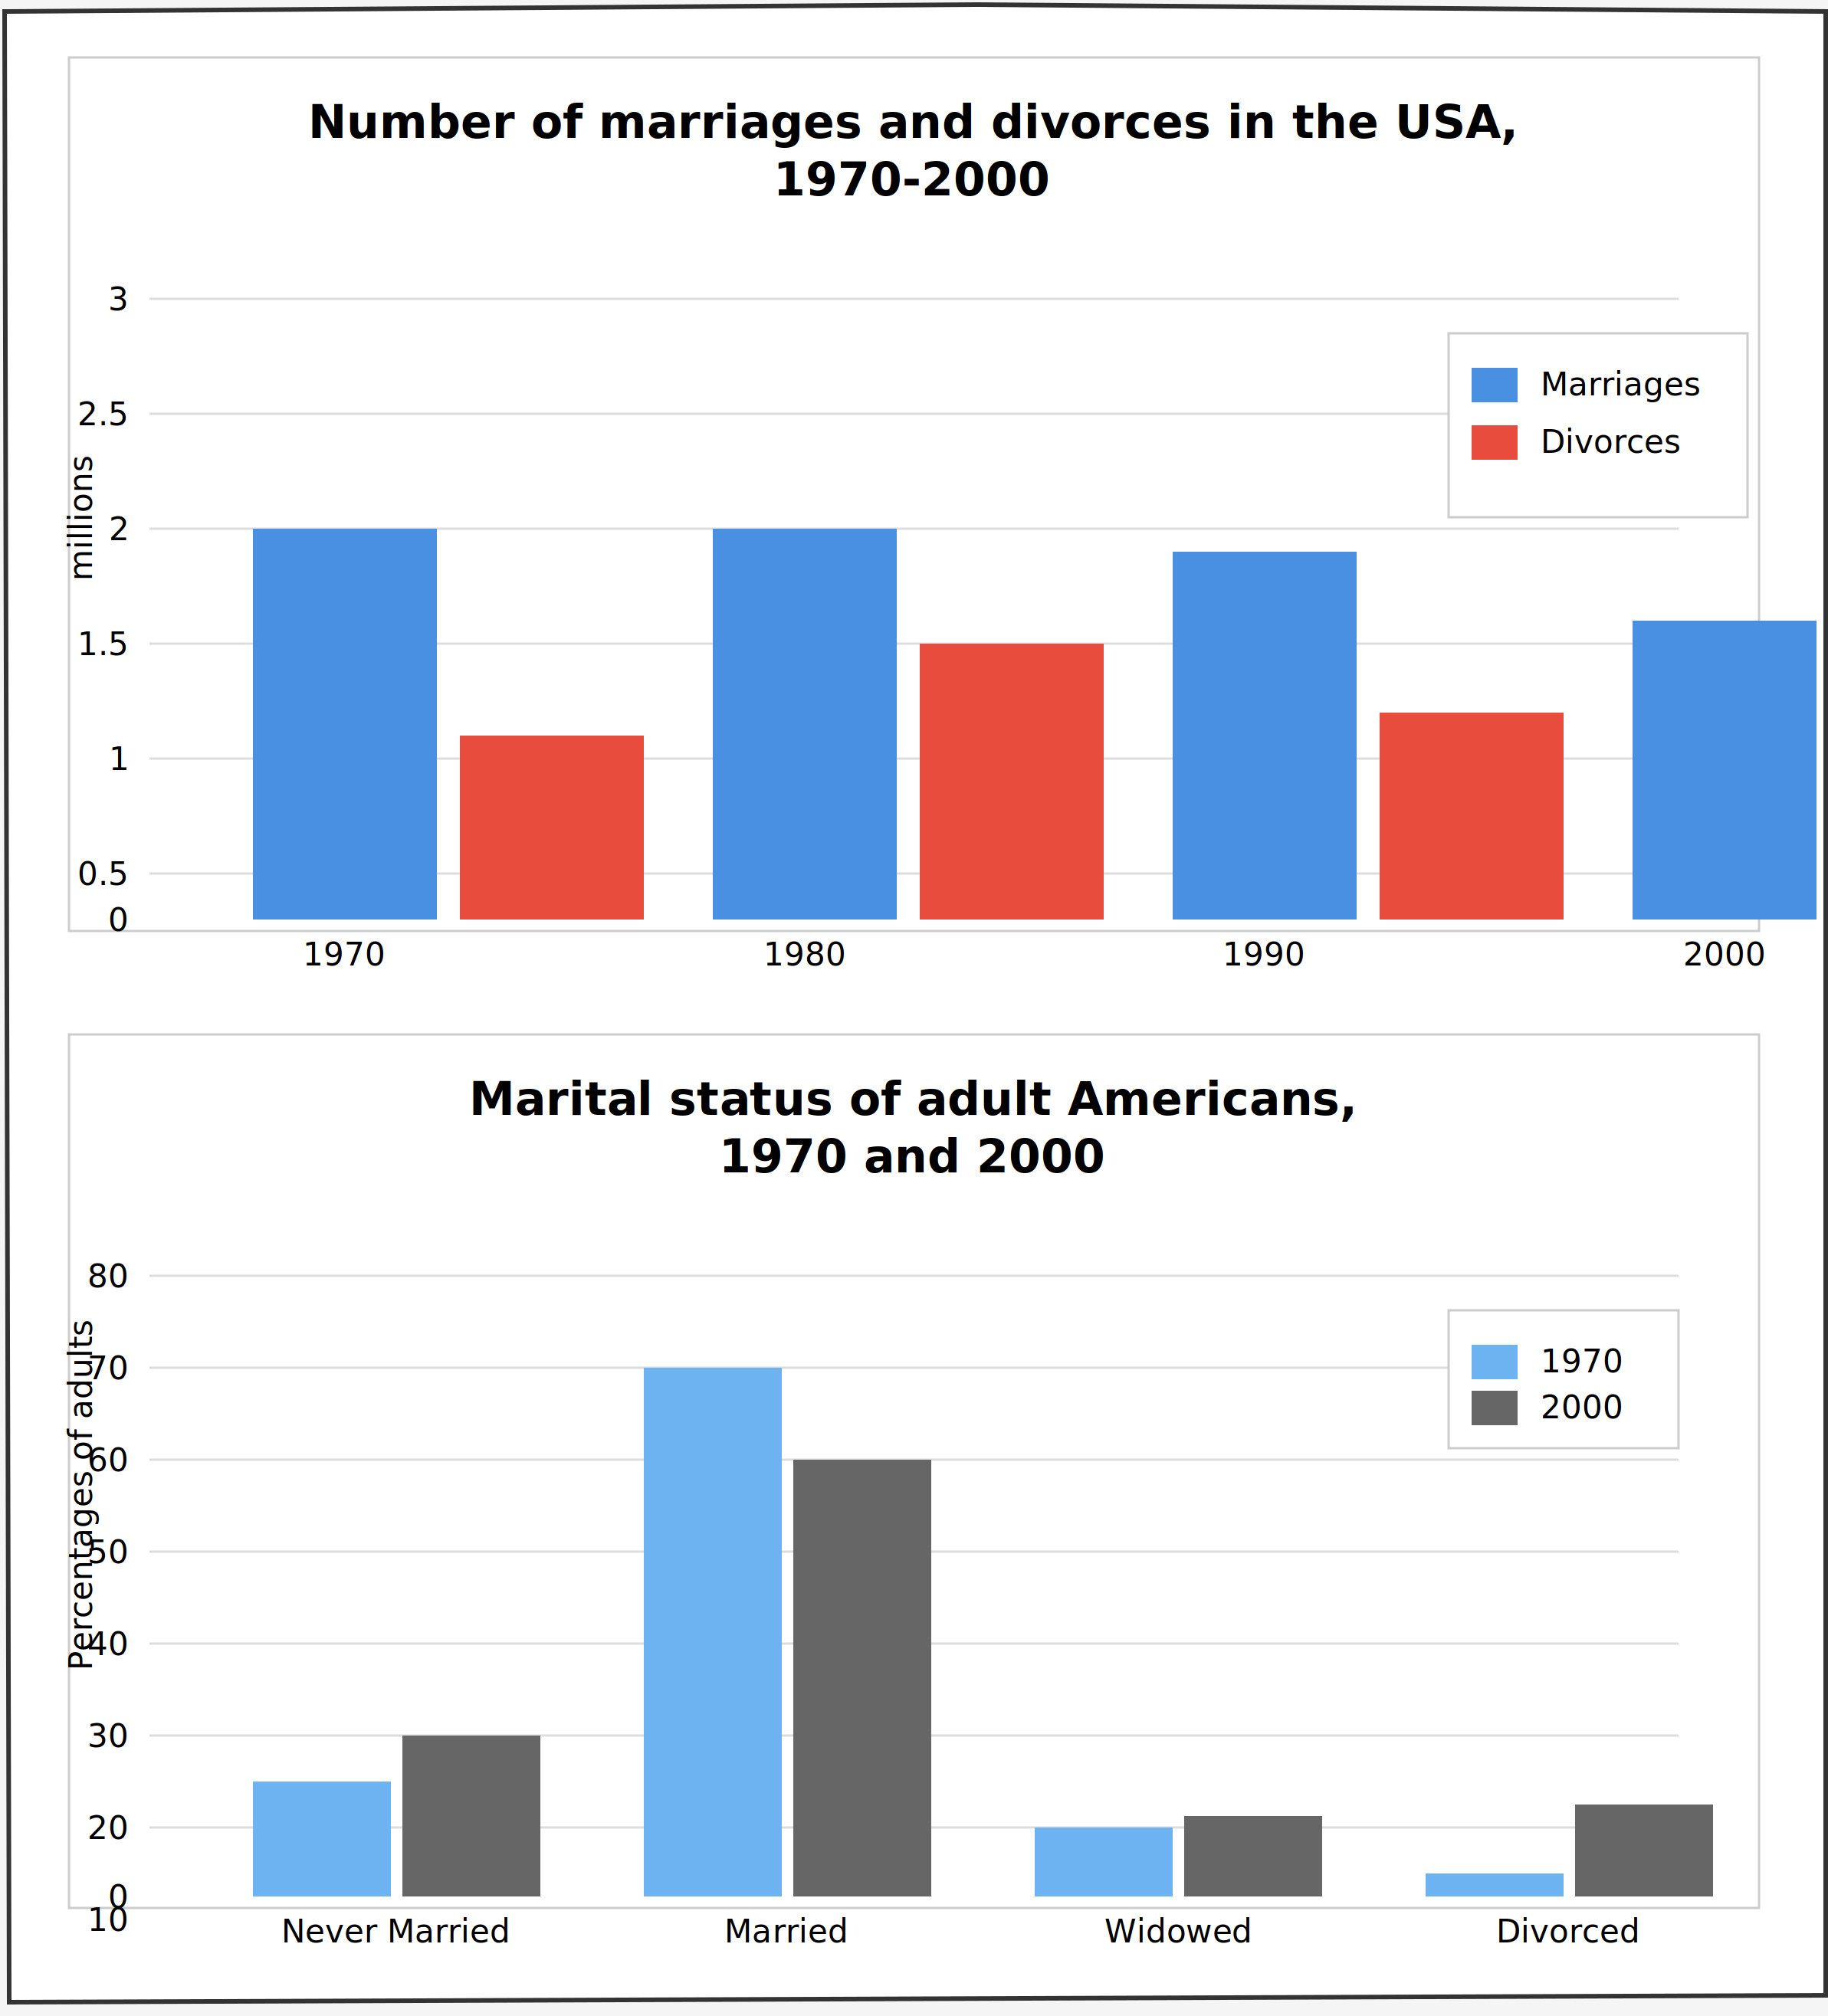 Number of marriages and divorces in the USA,
1970-2000
3
2.5
2
1.5
1
0.5
0
millions
Marriages
Divorces
1970
1980
1990
2000
Marital status of adult Americans,
1970 and 2000
80
70
60
50
40
30
20
0
10
Percentages of adults
1970
2000
Never Married
Married
Widowed
Divorced